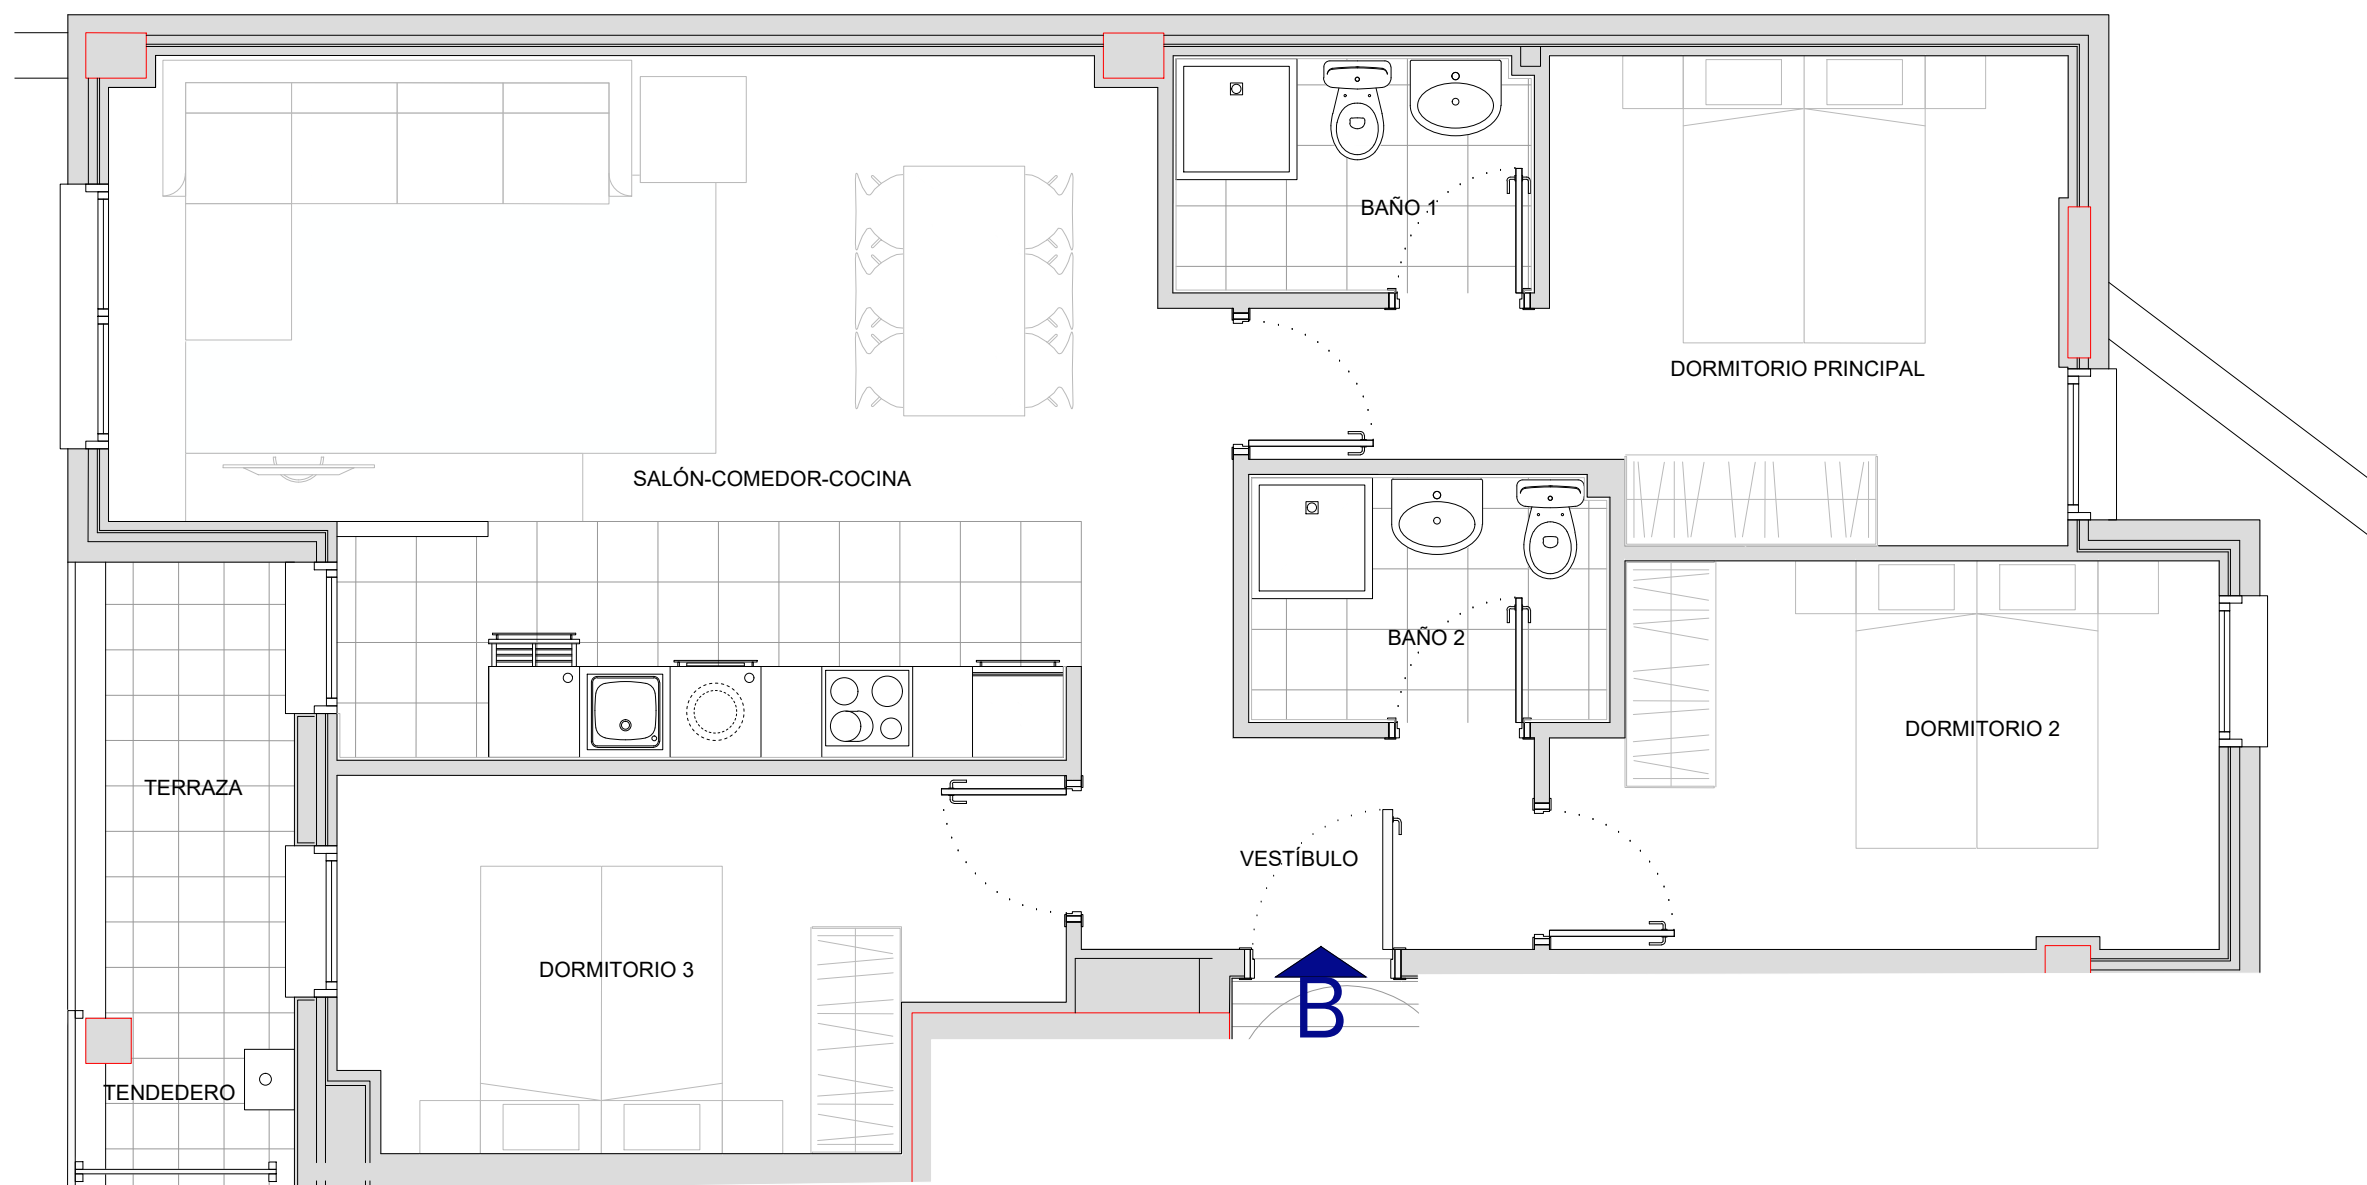 BAÑO 1
DORMITORIO PRINCIPAL
SALÓN-COMEDOR-COCINA
BAÑO 2
DORMITORIO 2
TERRAZA
VESTÍBULO
DORMITORIO 3
B
TENDEDERO